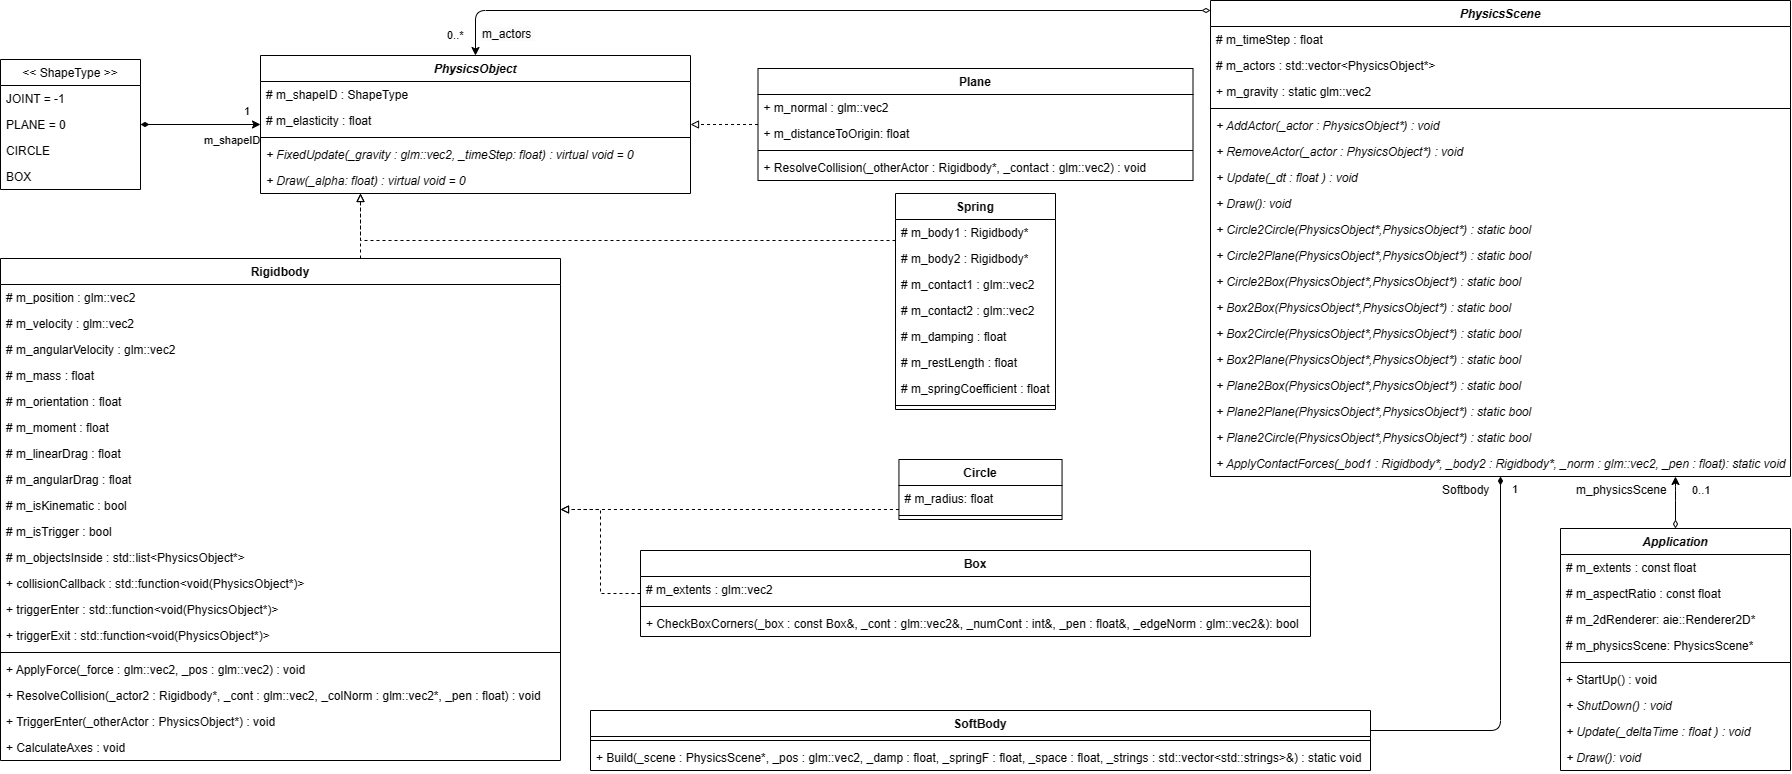 PhysicsScene
# m_timeStep : float
# m_actors : std::vector<PhysicsObject*>
+ m_gravity : static glm::vec2
+ AddActor(_actor : PhysicsObject*) : void
+ RemoveActor(_actor : PhysicsObject*) : void
+ Update(_dt : float ) : void
+ Draw(): void
+ Circle2Circle(PhysicsObject*,PhysicsObject*) : static bool
+ Circle2Plane(PhysicsObject*,PhysicsObject*) : static bool
+ Circle2Box(PhysicsObject*,PhysicsObject*) : static bool
+ Box2Box(PhysicsObject*,PhysicsObject*) : static bool
+ Box2Circle(PhysicsObject*,PhysicsObject*) : static bool
+ Box2Plane(PhysicsObject*,PhysicsObject*) : static bool
+ Plane2Box(PhysicsObject*,PhysicsObject*) : static bool
+ Plane2Plane(PhysicsObject*,PhysicsObject*) : static bool
+ Plane2Circle(PhysicsObject*,PhysicsObject*) : static bool
+ ApplyContactForces(_bod1 : Rigidbody*, _body2 : Rigidbody*, _norm : glm::vec2, _pen : float): static void
0..*
m_actors
<< ShapeType >>
JOINT = -1
PLANE = 0
CIRCLE
BOX
1
m_shapeID
PhysicsObject
# m_shapeID : ShapeType
# m_elasticity : float
+ FixedUpdate(_gravity : glm::vec2, _timeStep: float) : virtual void = 0
+ Draw(_alpha: float) : virtual void = 0
Plane
+ m_normal : glm::vec2
+ m_distanceToOrigin: float
+ ResolveCollision(_otherActor : Rigidbody*, _contact : glm::vec2) : void
Spring
# m_body1 : Rigidbody*
# m_body2 : Rigidbody*
# m_contact1 : glm::vec2
# m_contact2 : glm::vec2
# m_damping : float
# m_restLength : float
# m_springCoefficient : float
Rigidbody
# m_position : glm::vec2
# m_velocity : glm::vec2
# m_angularVelocity : glm::vec2
# m_mass : float
# m_orientation : float
# m_moment : float
# m_linearDrag : float
# m_angularDrag : float
# m_isKinematic : bool
# m_isTrigger : bool
# m_objectsInside : std::list<PhysicsObject*>
+ collisionCallback : std::function<void(PhysicsObject*)>
+ triggerEnter : std::function<void(PhysicsObject*)>
+ triggerExit : std::function<void(PhysicsObject*)>
+ ApplyForce(_force : glm::vec2, _pos : glm::vec2) : void
+ ResolveCollision(_actor2 : Rigidbody*, _cont : glm::vec2, _colNorm : glm::vec2*, _pen : float) : void
+ TriggerEnter(_otherActor : PhysicsObject*) : void
+ CalculateAxes : void
Circle
# m_radius: float
Box
# m_extents : glm::vec2
+ CheckBoxCorners(_box : const Box&, _cont : glm::vec2&, _numCont : int&, _pen : float&, _edgeNorm : glm::vec2&): bool
Softbody
1
m_physicsScene
0..1
Application
# m_extents : const float
# m_aspectRatio : const float
# m_2dRenderer: aie::Renderer2D*
# m_physicsScene: PhysicsScene*
+ StartUp() : void
+ ShutDown() : void
+ Update(_deltaTime : float ) : void
+ Draw(): void
SoftBody
+ Build(_scene : PhysicsScene*, _pos : glm::vec2, _damp : float, _springF : float, _space : float, _strings : std::vector<std::strings>&) : static void